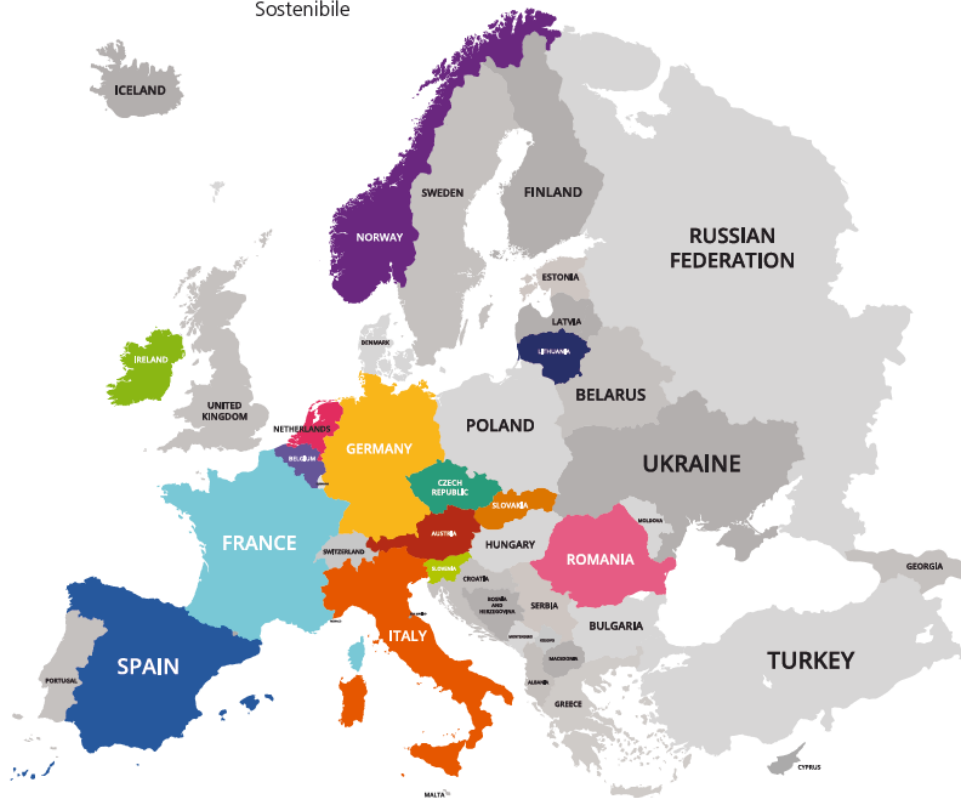 Sostenibile
ICELAND
NORWAY
SWEDEN
FINLAND
RUSSIAN
FEDERATION
ESTONIA
LATVIA
LITHUANIA
DENMARK
IRELAND
UNITED
KINGDOM
NETHERLANDS
BELGIUM
GERMANY
POLAND
BELARUS
UKRAINE
CZECH
REPUBLIC
SLOVAKIA
FRANCE
SWITZERLAND
AUSTRIA
HUNGARY
MOLDOVA
ROMANIA
GEORGIA
SLOVENIA
CROATIA
BOSNIA
AND
HERZEGOVINA
SERBIA
BULGARIA
ITALY
SPAIN
PORTUGAL
MACEDONIA
ALBANIA
GREECE
TURKEY
CYPRUS
MALTA